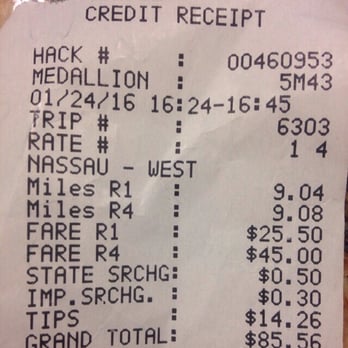 CREDIT RECEIPT
HACK # : 00460953
MEDALLION : 5M43
01/24/16 16:24-16:45
TRIP # : 6303
RATE # : 1 4
NASSAU - WEST
Miles R1 : 9.04
Miles R4 : 9.08
FARE R1 : $25.50
FARE R4 : $45.00
STATE SRCHG: $0.50
IMP.SRCHG. : $0.30
TIPS : $14.26
GRAND TOTAL: $85.56